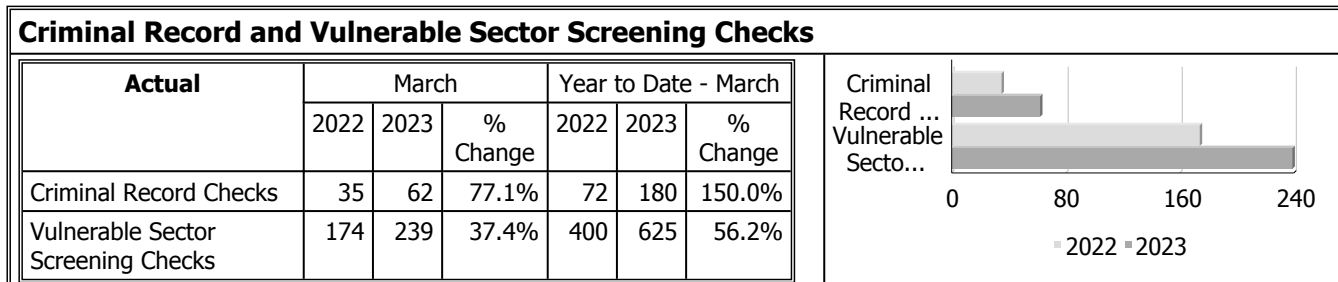 Criminal Record and Vulnerable Sector Screening Checks
Actual March Year to Date - March
2022 2023 % Change 2022 2023 % Change
Criminal Record Checks 35 62 77.1% 72 180 150.0%
Vulnerable Sector Screening Checks 174 239 37.4% 400 625 56.2%
Criminal
Record ...
Vulnerable
Secto...
0 80 160 240
2022 2023